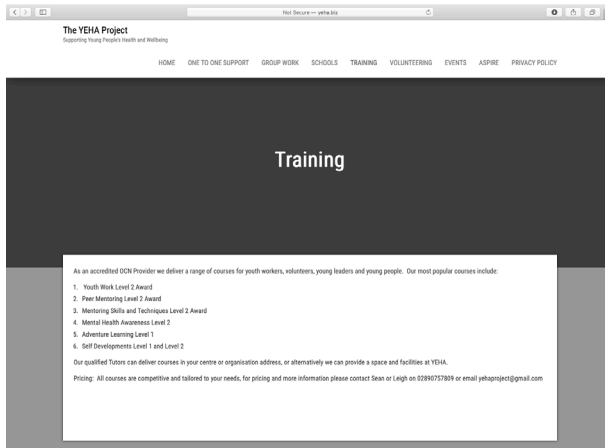 Not Secure — yeha.biz
The YEHA Project
Supporting Young People's Health and Wellbeing
HOME ONE TO ONE SUPPORT GROUP WORK SCHOOLS TRAINING VOLUNTEERING EVENTS ASPIRE PRIVACY POLICY
Training
As an accredited OCN Provider we deliver a range of courses for youth workers, volunteers, young leaders and young people. Our most popular courses include:
1. Youth Work Level 2 Award
2. Peer Mentoring Level 2 Award
3. Mentoring Skills and Techniques Level 2 Award
4. Mental Health Awareness Level 2
5. Adventure Learning Level 1
6. Self Developments Level 1 and Level 2
Our qualified Tutors can deliver courses in your centre or organisation address, or alternatively we can provide a space and facilities at YEHA.
Pricing: All courses are competitive and tailored to your needs, for pricing and more information please contact Sean or Leigh on 02890757809 or email yehaproject@gmail.com